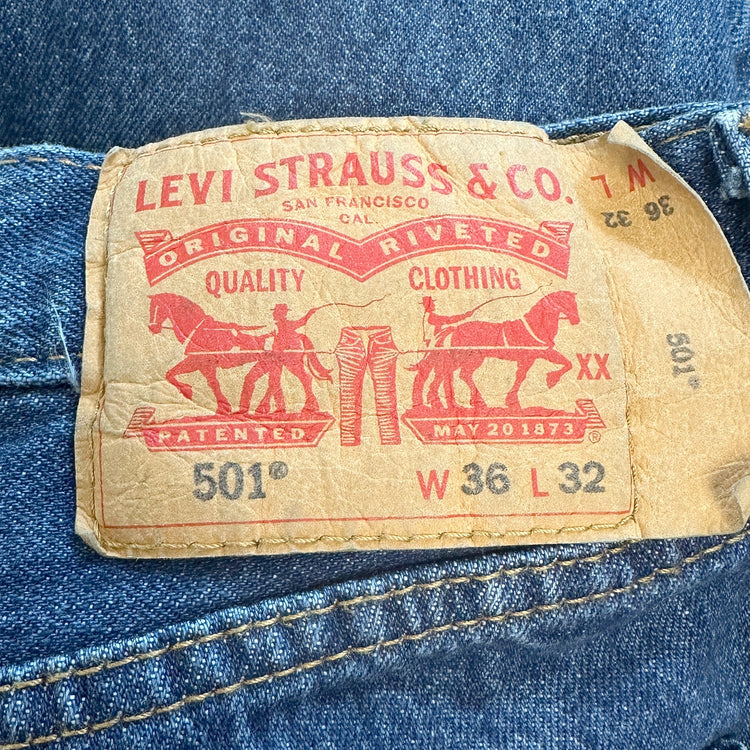 LEVI STRAUSS & CO.
SAN FRANCISCO
CAL.
ORIGINAL RIVETED
QUALITY CLOTHING
XX
PATENTED MAY 20 1873 ®
501® W 36 L 32
W L
36 32
501®